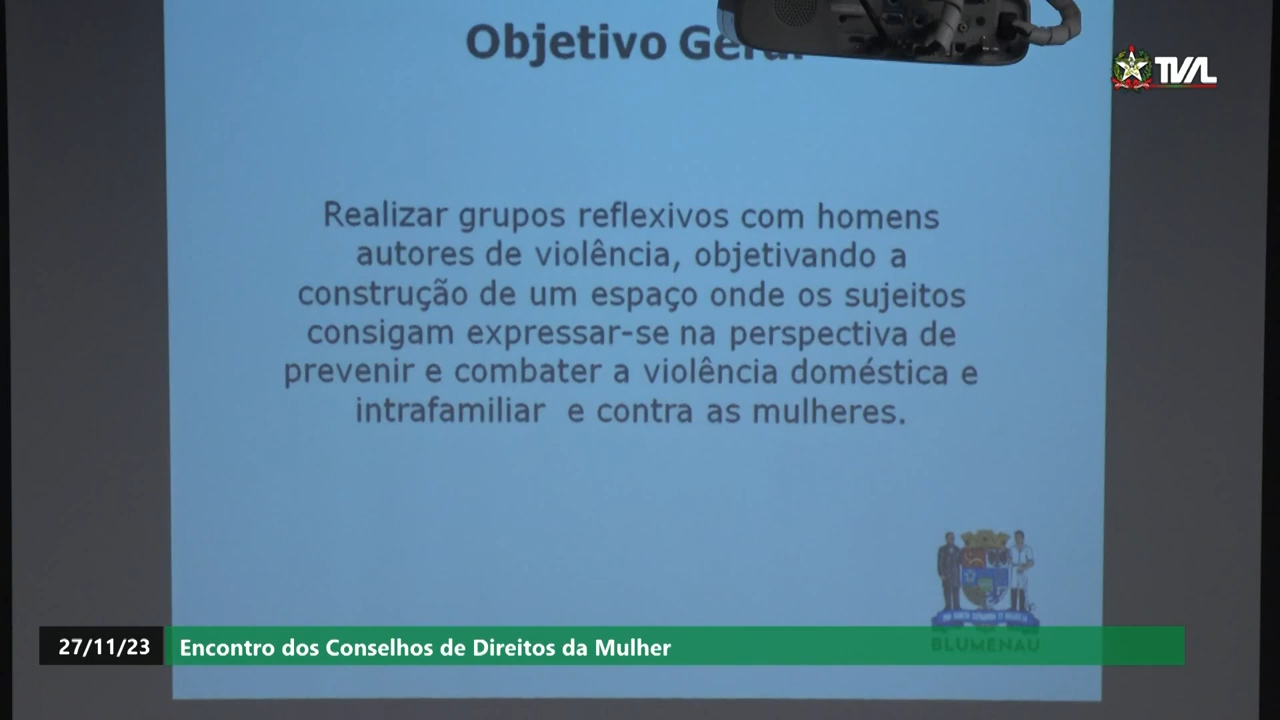 Objetivo Geral
TVAL
Realizar grupos reflexivos com homens
autores de violência, objetivando a
construção de um espaço onde os sujeitos
consigam expressar-se na perspectiva de
prevenir e combater a violência doméstica e
intrafamiliar e contra as mulheres.
BLUMENAU
27/11/23
Encontro dos Conselhos de Direitos da Mulher